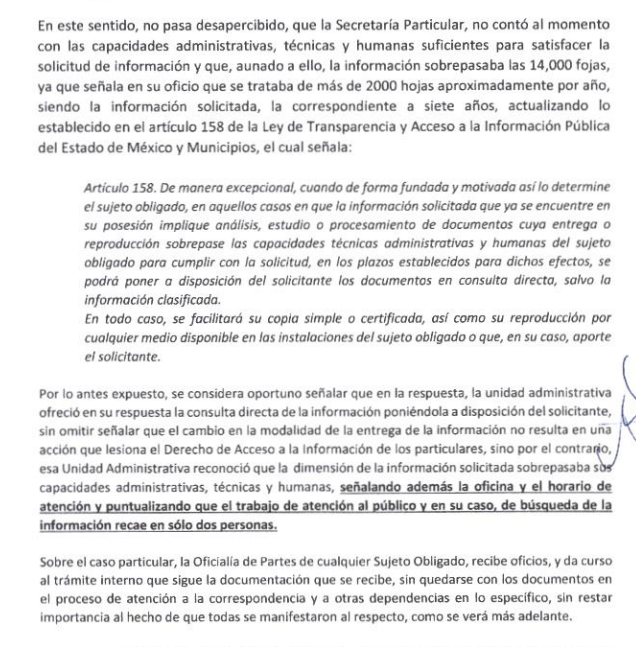 En este sentido, no pasa desapercibido, que la Secretaría Particular, no contó al momento
con las capacidades administrativas, técnicas y humanas suficientes para satisfacer la
solicitud de información y que, aunado a ello, la información sobrepasaba las 14,000 fojas,
ya que señala en su oficio que se trataba de más de 2000 hojas aproximadamente por año,
siendo la información solicitada, la correspondiente a siete años, actualizando lo
establecido en el artículo 158 de la Ley de Transparencia y Acceso a la Información Pública
del Estado de México y Municipios, el cual señala:
Artículo 158. De manera excepcional, cuando de forma fundada y motivada así lo determine
el sujeto obligado, en aquellos casos en que la información solicitada que ya se encuentre en
su posesión implique análisis, estudio o procesamiento de documentos cuya entrega o
reproducción sobrepase las capacidades técnicas administrativas y humanas del sujeto
obligado para cumplir con la solicitud, en los plazos establecidos para dichos efectos, se
podrá poner a disposición del solicitante los documentos en consulta directa, salvo la
información clasificada.
En todo caso, se facilitará su copia simple o certificada, así como su reproducción por
cualquier medio disponible en las instalaciones del sujeto obligado o que, en su caso, aporte
el solicitante.
Por lo antes expuesto, se considera oportuno señalar que en la respuesta, la unidad administrativa
ofreció en su respuesta la consulta directa de la información poniéndola a disposición del solicitante,
sin omitir señalar que el cambio en la modalidad de la entrega de la información no resulta en una
acción que lesiona el Derecho de Acceso a la Información de los particulares, sino por el contrario,
esa Unidad Administrativa reconoció que la dimensión de la información solicitada sobrepasaba sus
capacidades administrativas, técnicas y humanas, señalando además la oficina y el horario de
atención y puntualizando que el trabajo de atención al público y en su caso, de búsqueda de la
información recae en sólo dos personas.
Sobre el caso particular, la Oficialía de Partes de cualquier Sujeto Obligado, recibe oficios, y da curso
al trámite interno que sigue la documentación que se recibe, sin quedarse con los documentos en
el proceso de atención a la correspondencia y a otras dependencias en lo específico, sin restar
importancia al hecho de que todas se manifestaron al respecto, como se verá más adelante.